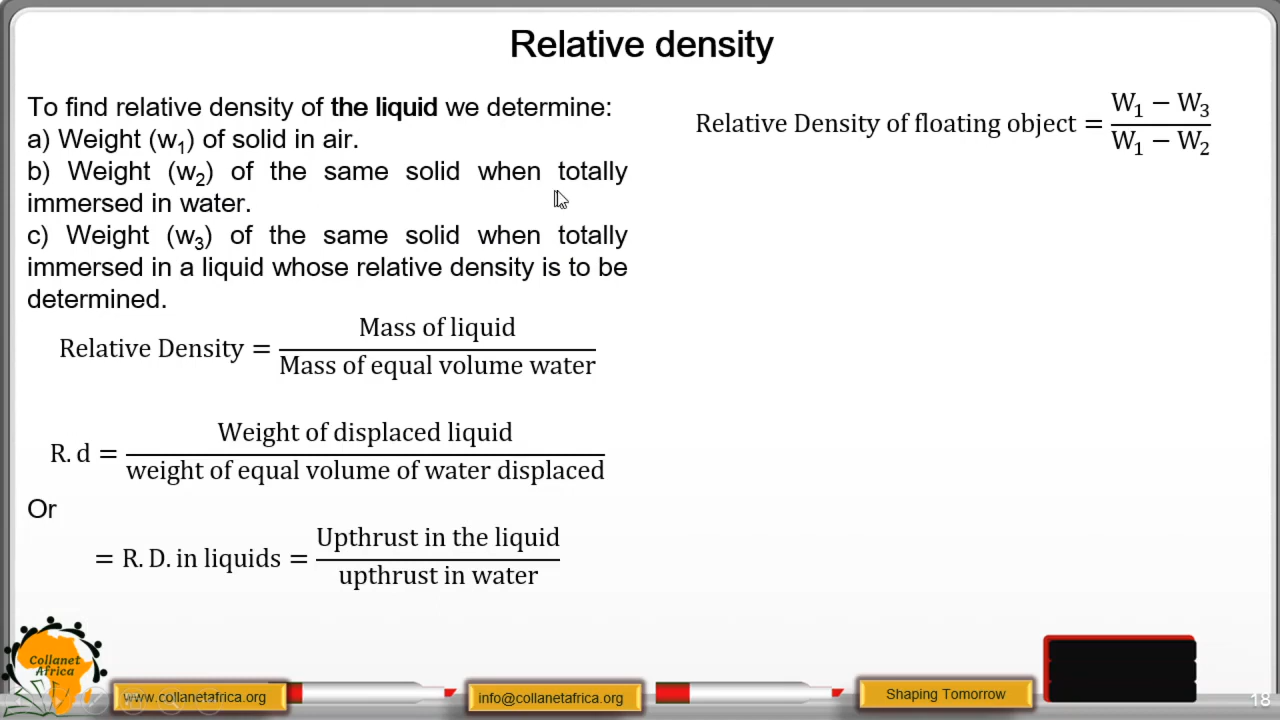 Relative density
To find relative density of the liquid we determine:
a) Weight (w₁) of solid in air.
b) Weight (w₂) of the same solid when totally
immersed in water.
c) Weight (w₃) of the same solid when totally
immersed in a liquid whose relative density is to be
determined.
Relative Density = Mass of liquid / Mass of equal volume water
R. d = Weight of displaced liquid / weight of equal volume of water displaced
Or
= R. D. in liquids = Upthrust in the liquid / upthrust in water
Relative Density of floating object = W₁ − W₃ / W₁ − W₂
Collanet
Africa
www.collanetafrica.org
info@collanetafrica.org
Shaping Tomorrow
18